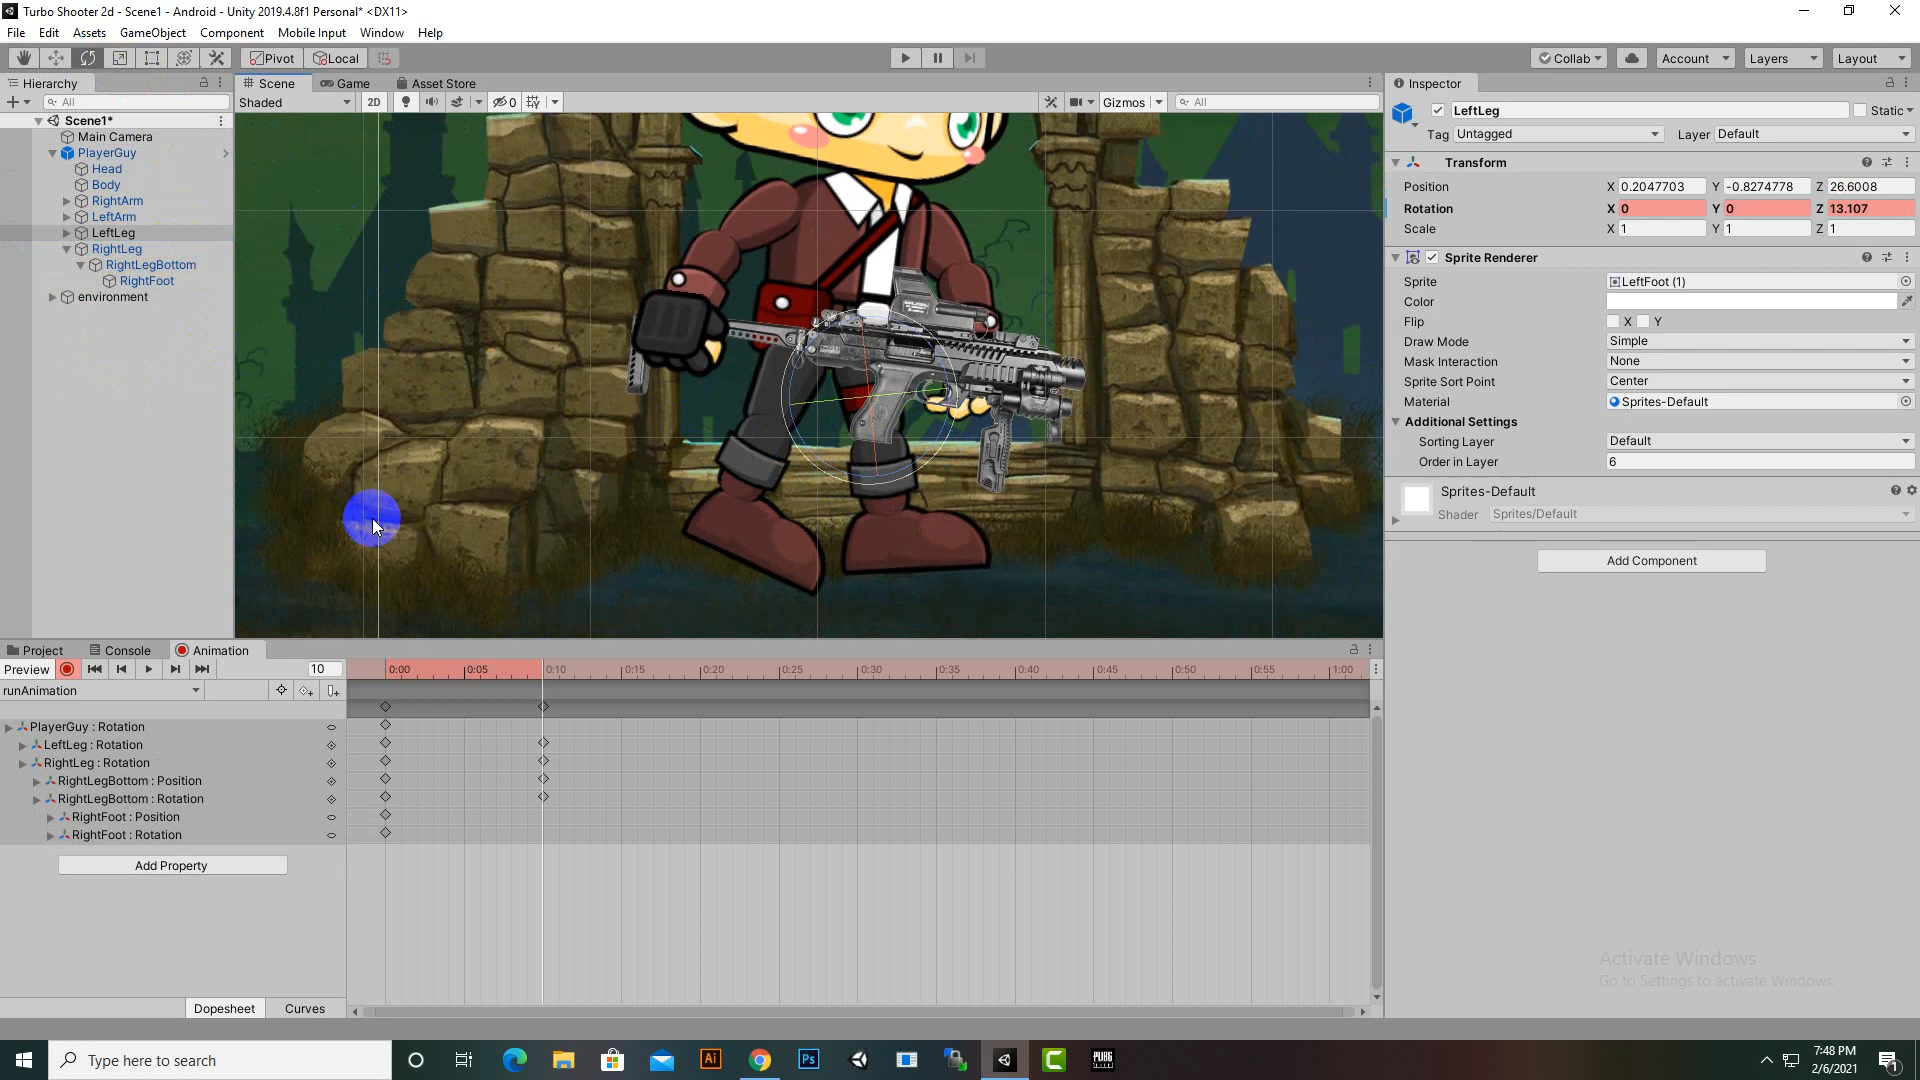 Turbo Shooter 2d - Scene1 - Android - Unity 2019.4.8f1 Personal* <DX11>
File Edit Assets GameObject Component Mobile Input Window Help
Pivot Local Collab Account Layers Layout
Hierarchy
All
Scene1*
Main Camera
PlayerGuy
Head
Body
RightArm
LeftArm
LeftLeg
RightLeg
RightLegBottom
RightFoot
environment
Scene Game Asset Store
Shaded 2D 0 Gizmos All
Inspector
LeftLeg Static
Tag Untagged Layer Default
Transform
Position X 0.2047703 Y -0.8274778 Z 26.6008
Rotation X 0 Y 0 Z 13.107
Scale X 1 Y 1 Z 1
Sprite Renderer
Sprite LeftFoot (1)
Color
Flip X Y
Draw Mode Simple
Mask Interaction None
Sprite Sort Point Center
Material Sprites-Default
Additional Settings
Sorting Layer Default
Order in Layer 6
Sprites-Default
Shader Sprites/Default
Add Component
Project Console Animation
Preview 10 0:00 0:05 0:10 0:15 0:20 0:25 0:30 0:35 0:40 0:45 0:50 0:55 1:00
runAnimation
PlayerGuy : Rotation
LeftLeg : Rotation
RightLeg : Rotation
RightLegBottom : Position
RightLegBottom : Rotation
RightFoot : Position
RightFoot : Rotation
Add Property
Dopesheet Curves
Activate Windows
Go to Settings to activate Windows.
Type here to search
Ai
Ps
PUBG
7:48 PM
2/6/2021
1